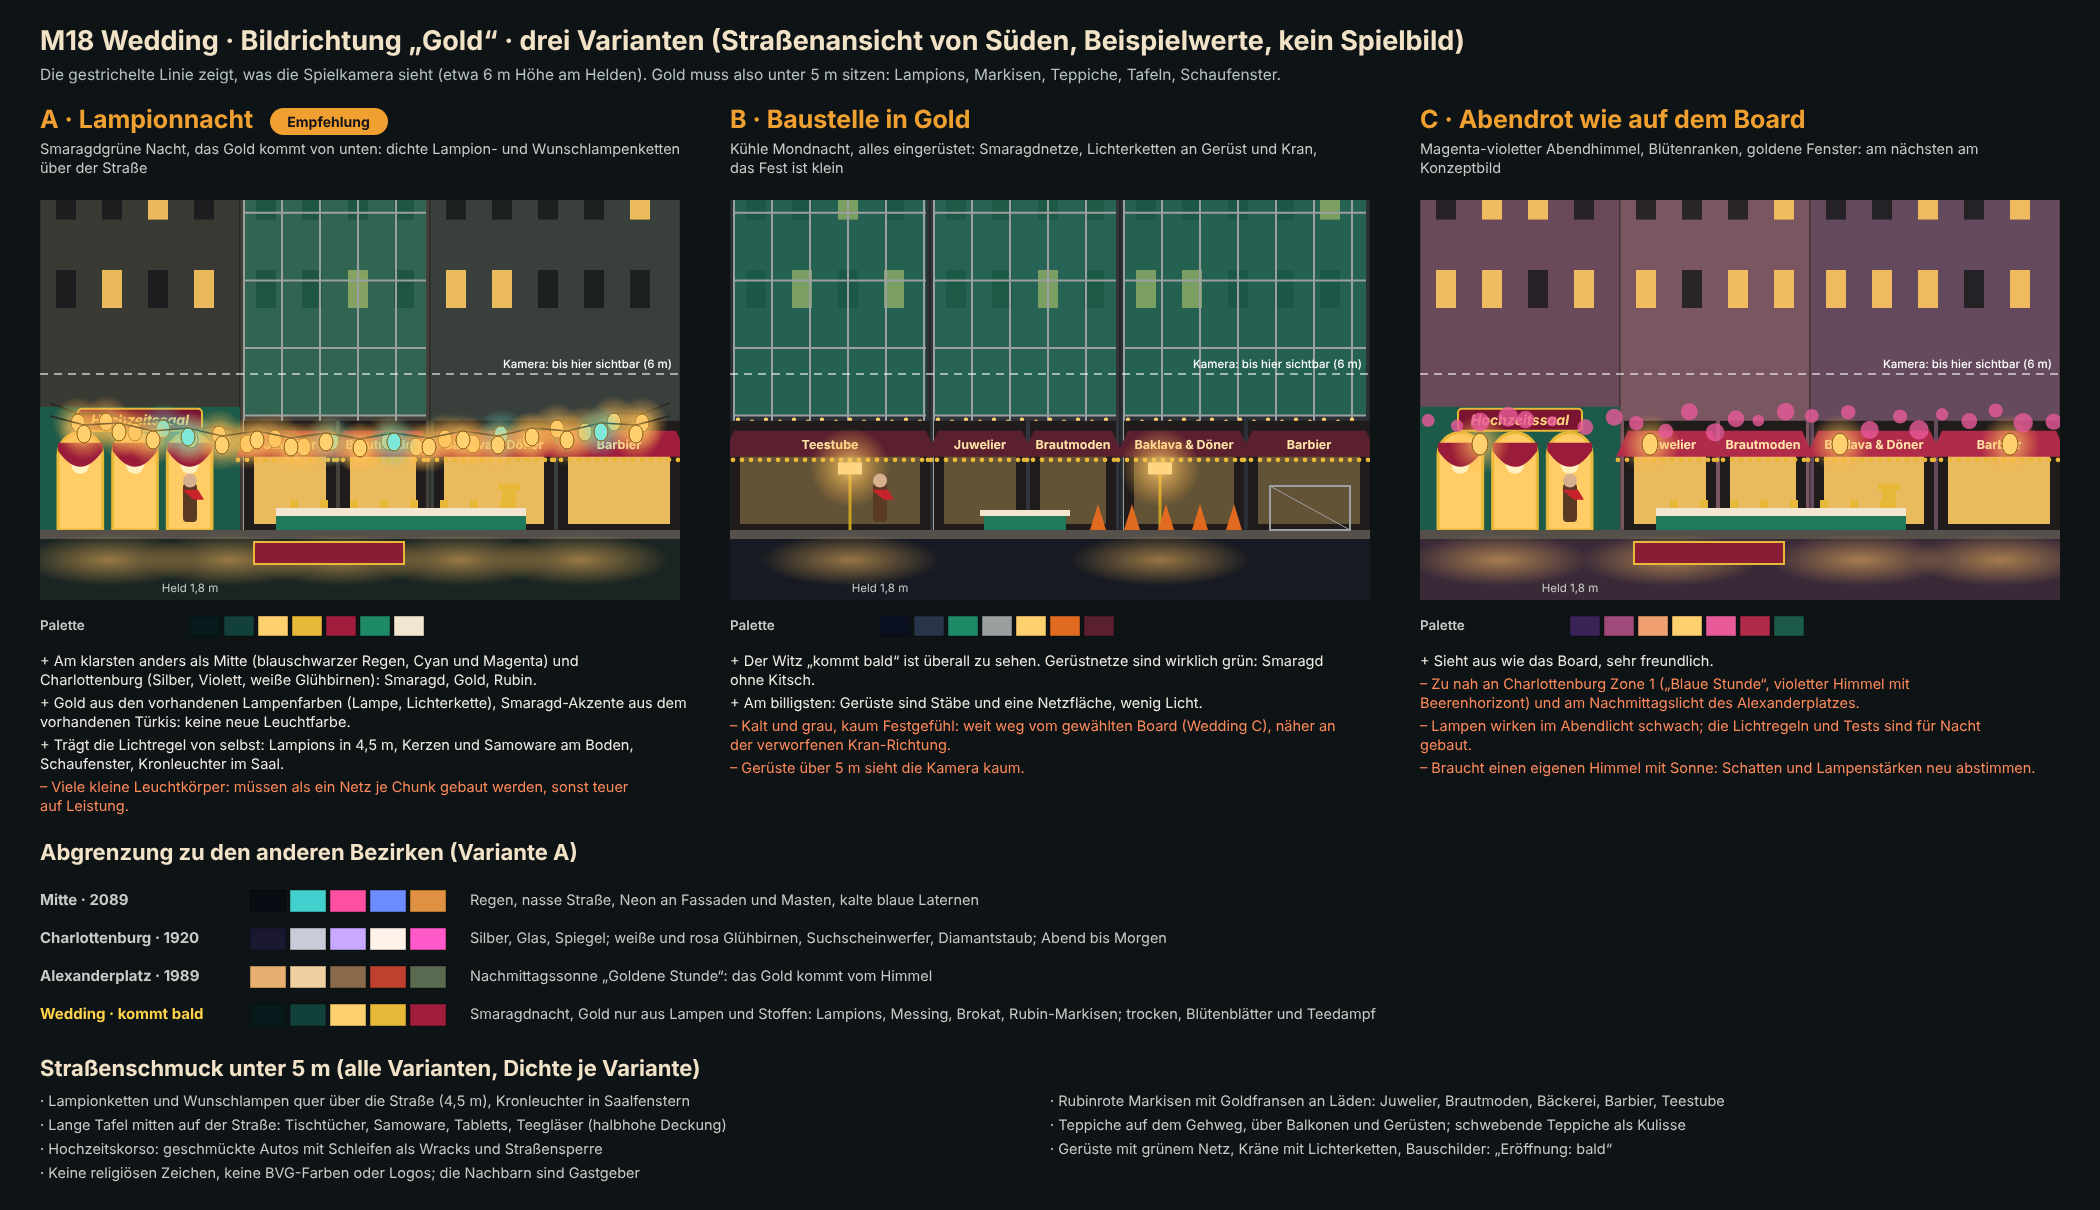 M18 Wedding · Bildrichtung „Gold“ · drei Varianten (Straßenansicht von Süden, Beispielwerte, kein Spielbild)
Die gestrichelte Linie zeigt, was die Spielkamera sieht (etwa 6 m Höhe am Helden). Gold muss also unter 5 m sitzen: Lampions, Markisen, Teppiche, Tafeln, Schaufenster.
A · Lampionnacht
Empfehlung
Smaragdgrüne Nacht, das Gold kommt von unten: dichte Lampion- und Wunschlampenketten
über der Straße
Kamera: bis hier sichtbar (6 m)
Hochzeitssaal
Döner
Barbier
Held 1,8 m
Palette
+ Am klarsten anders als Mitte (blauschwarzer Regen, Cyan und Magenta) und
Charlottenburg (Silber, Violett, weiße Glühbirnen): Smaragd, Gold, Rubin.
+ Gold aus den vorhandenen Lampenfarben (Lampe, Lichterkette), Smaragd-Akzente aus dem
vorhandenen Türkis: keine neue Leuchtfarbe.
+ Trägt die Lichtregel von selbst: Lampions in 4,5 m, Kerzen und Samoware am Boden,
Schaufenster, Kronleuchter im Saal.
– Viele kleine Leuchtkörper: müssen als ein Netz je Chunk gebaut werden, sonst teuer
auf Leistung.
B · Baustelle in Gold
Kühle Mondnacht, alles eingerüstet: Smaragdnetze, Lichterketten an Gerüst und Kran,
das Fest ist klein
Kamera: bis hier sichtbar (6 m)
Teestube
Juwelier
Brautmoden
Baklava & Döner
Barbier
Held 1,8 m
Palette
+ Der Witz „kommt bald“ ist überall zu sehen. Gerüstnetze sind wirklich grün: Smaragd
ohne Kitsch.
+ Am billigsten: Gerüste sind Stäbe und eine Netzfläche, wenig Licht.
– Kalt und grau, kaum Festgefühl: weit weg vom gewählten Board (Wedding C), näher an
der verworfenen Kran-Richtung.
– Gerüste über 5 m sieht die Kamera kaum.
C · Abendrot wie auf dem Board
Magenta-violetter Abendhimmel, Blütenranken, goldene Fenster: am nächsten am
Konzeptbild
Kamera: bis hier sichtbar (6 m)
Hochzeitssaal
welier
Brautmoden
Baklava & Döner
Barbier
Held 1,8 m
Palette
+ Sieht aus wie das Board, sehr freundlich.
– Zu nah an Charlottenburg Zone 1 („Blaue Stunde“, violetter Himmel mit
Beerenhorizont) und am Nachmittagslicht des Alexanderplatzes.
– Lampen wirken im Abendlicht schwach; die Lichtregeln und Tests sind für Nacht
gebaut.
– Braucht einen eigenen Himmel mit Sonne: Schatten und Lampenstärken neu abstimmen.
Abgrenzung zu den anderen Bezirken (Variante A)
Mitte · 2089
Regen, nasse Straße, Neon an Fassaden und Masten, kalte blaue Laternen
Charlottenburg · 1920
Silber, Glas, Spiegel; weiße und rosa Glühbirnen, Suchscheinwerfer, Diamantstaub; Abend bis Morgen
Alexanderplatz · 1989
Nachmittagssonne „Goldene Stunde“: das Gold kommt vom Himmel
Wedding · kommt bald
Smaragdnacht, Gold nur aus Lampen und Stoffen: Lampions, Messing, Brokat, Rubin-Markisen; trocken, Blütenblätter und Teedampf
Straßenschmuck unter 5 m (alle Varianten, Dichte je Variante)
· Lampionketten und Wunschlampen quer über die Straße (4,5 m), Kronleuchter in Saalfenstern
· Lange Tafel mitten auf der Straße: Tischtücher, Samoware, Tabletts, Teegläser (halbhohe Deckung)
· Hochzeitskorso: geschmückte Autos mit Schleifen als Wracks und Straßensperre
· Keine religiösen Zeichen, keine BVG-Farben oder Logos; die Nachbarn sind Gastgeber
· Rubinrote Markisen mit Goldfransen an Läden: Juwelier, Brautmoden, Bäckerei, Barbier, Teestube
· Teppiche auf dem Gehweg, über Balkonen und Gerüsten; schwebende Teppiche als Kulisse
· Gerüste mit grünem Netz, Kräne mit Lichterketten, Bauschilder: „Eröffnung: bald“